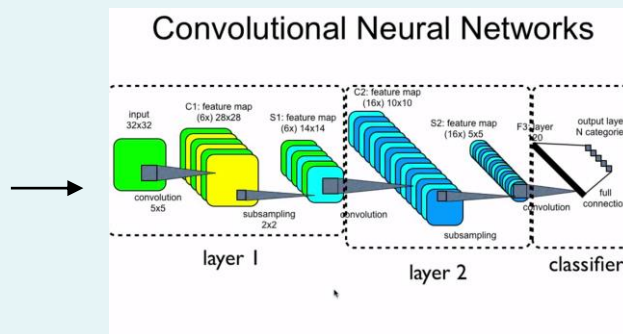 Convolutional Neural Networks
input
32x32
C1: feature map
(6x) 28x28
S1: feature map
(6x) 14x14
C2: feature map
(16x) 10x10
S2: feature map
(16x) 5x5
F3: layer
output laye
N categorie
convolution
5x5
subsampling
2x2
convolution
subsampling
convolution
full
connection
layer 1
layer 2
classifier